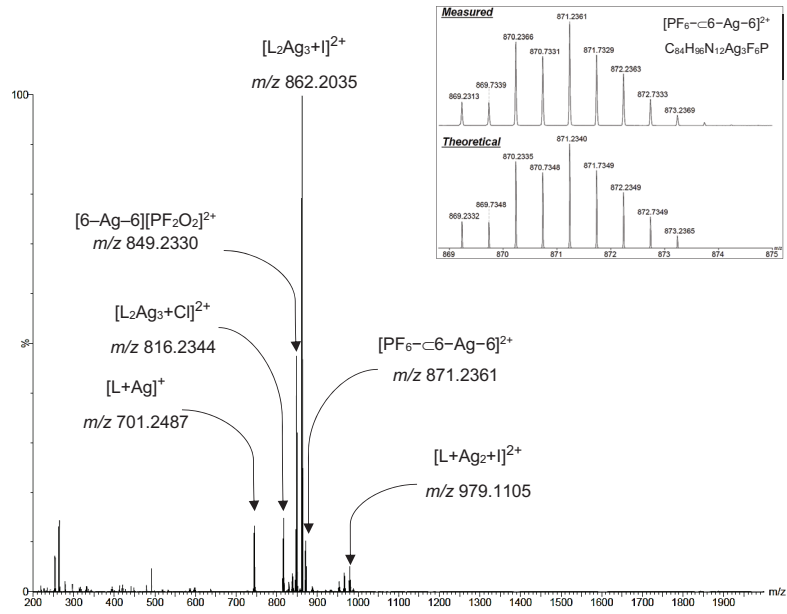 Measured
[PF₆−⊂6-Ag−6]²⁺
C₈₄H₉₆N₁₂Ag₃F₆P
869.2313
869.7339
870.2366
870.7331
871.2361
871.7329
872.2363
872.7333
873.2369
Theoretical
869.2332
869.7348
870.2335
870.7348
871.2340
871.7349
872.2349
872.7349
873.2365
869 870 871 872 873 874 875
m/z
[L₂Ag₃+I]²⁺
m/z 862.2035
[6–Ag–6][PF₂O₂]²⁺
m/z 849.2330
[L₂Ag₃+Cl]²⁺
m/z 816.2344
[L+Ag]⁺
m/z 701.2487
[PF₆−⊂6-Ag−6]²⁺
m/z 871.2361
[L+Ag₂+I]²⁺
m/z 979.1105
100
%
0
200 300 400 500 600 700 800 900 1000 1100 1200 1300 1400 1500 1600 1700 1800 1900 m/z